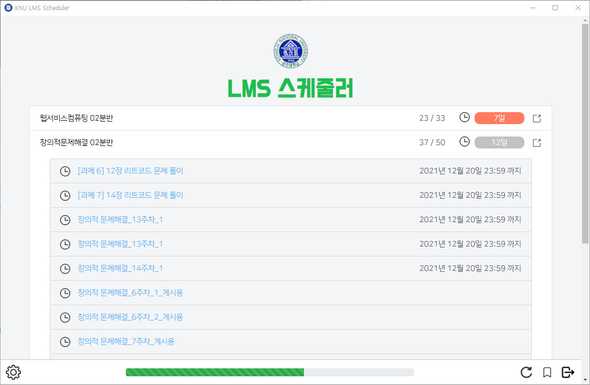 KNU LMS Scheduler
LMS 스케줄러
웹서비스컴퓨팅 02분반 23 / 33 7일
창의적문제해결 02분반 37 / 50 12일
[과제 6] 12장 리트코드 문제 풀이 2021년 12월 20일 23:59 까지
[과제 7] 14장 리트코드 문제 풀이 2021년 12월 20일 23:59 까지
창의적 문제해결_13주차_1 2021년 12월 20일 23:59 까지
창의적 문제해결_13주차_1 2021년 12월 20일 23:59 까지
창의적 문제해결_14주차_1 2021년 12월 20일 23:59 까지
창의적 문제해결_6주차_1_게시용
창의적 문제해결_6주차_2_게시용
창의적 문제해결_7주차_게시용